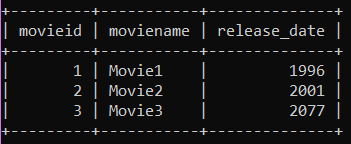 +---------+-----------+--------------+
| movieid | moviename | release_date |
+---------+-----------+--------------+
|       1 | Movie1    |         1996 |
|       2 | Movie2    |         2001 |
|       3 | Movie3    |         2077 |
+---------+-----------+--------------+